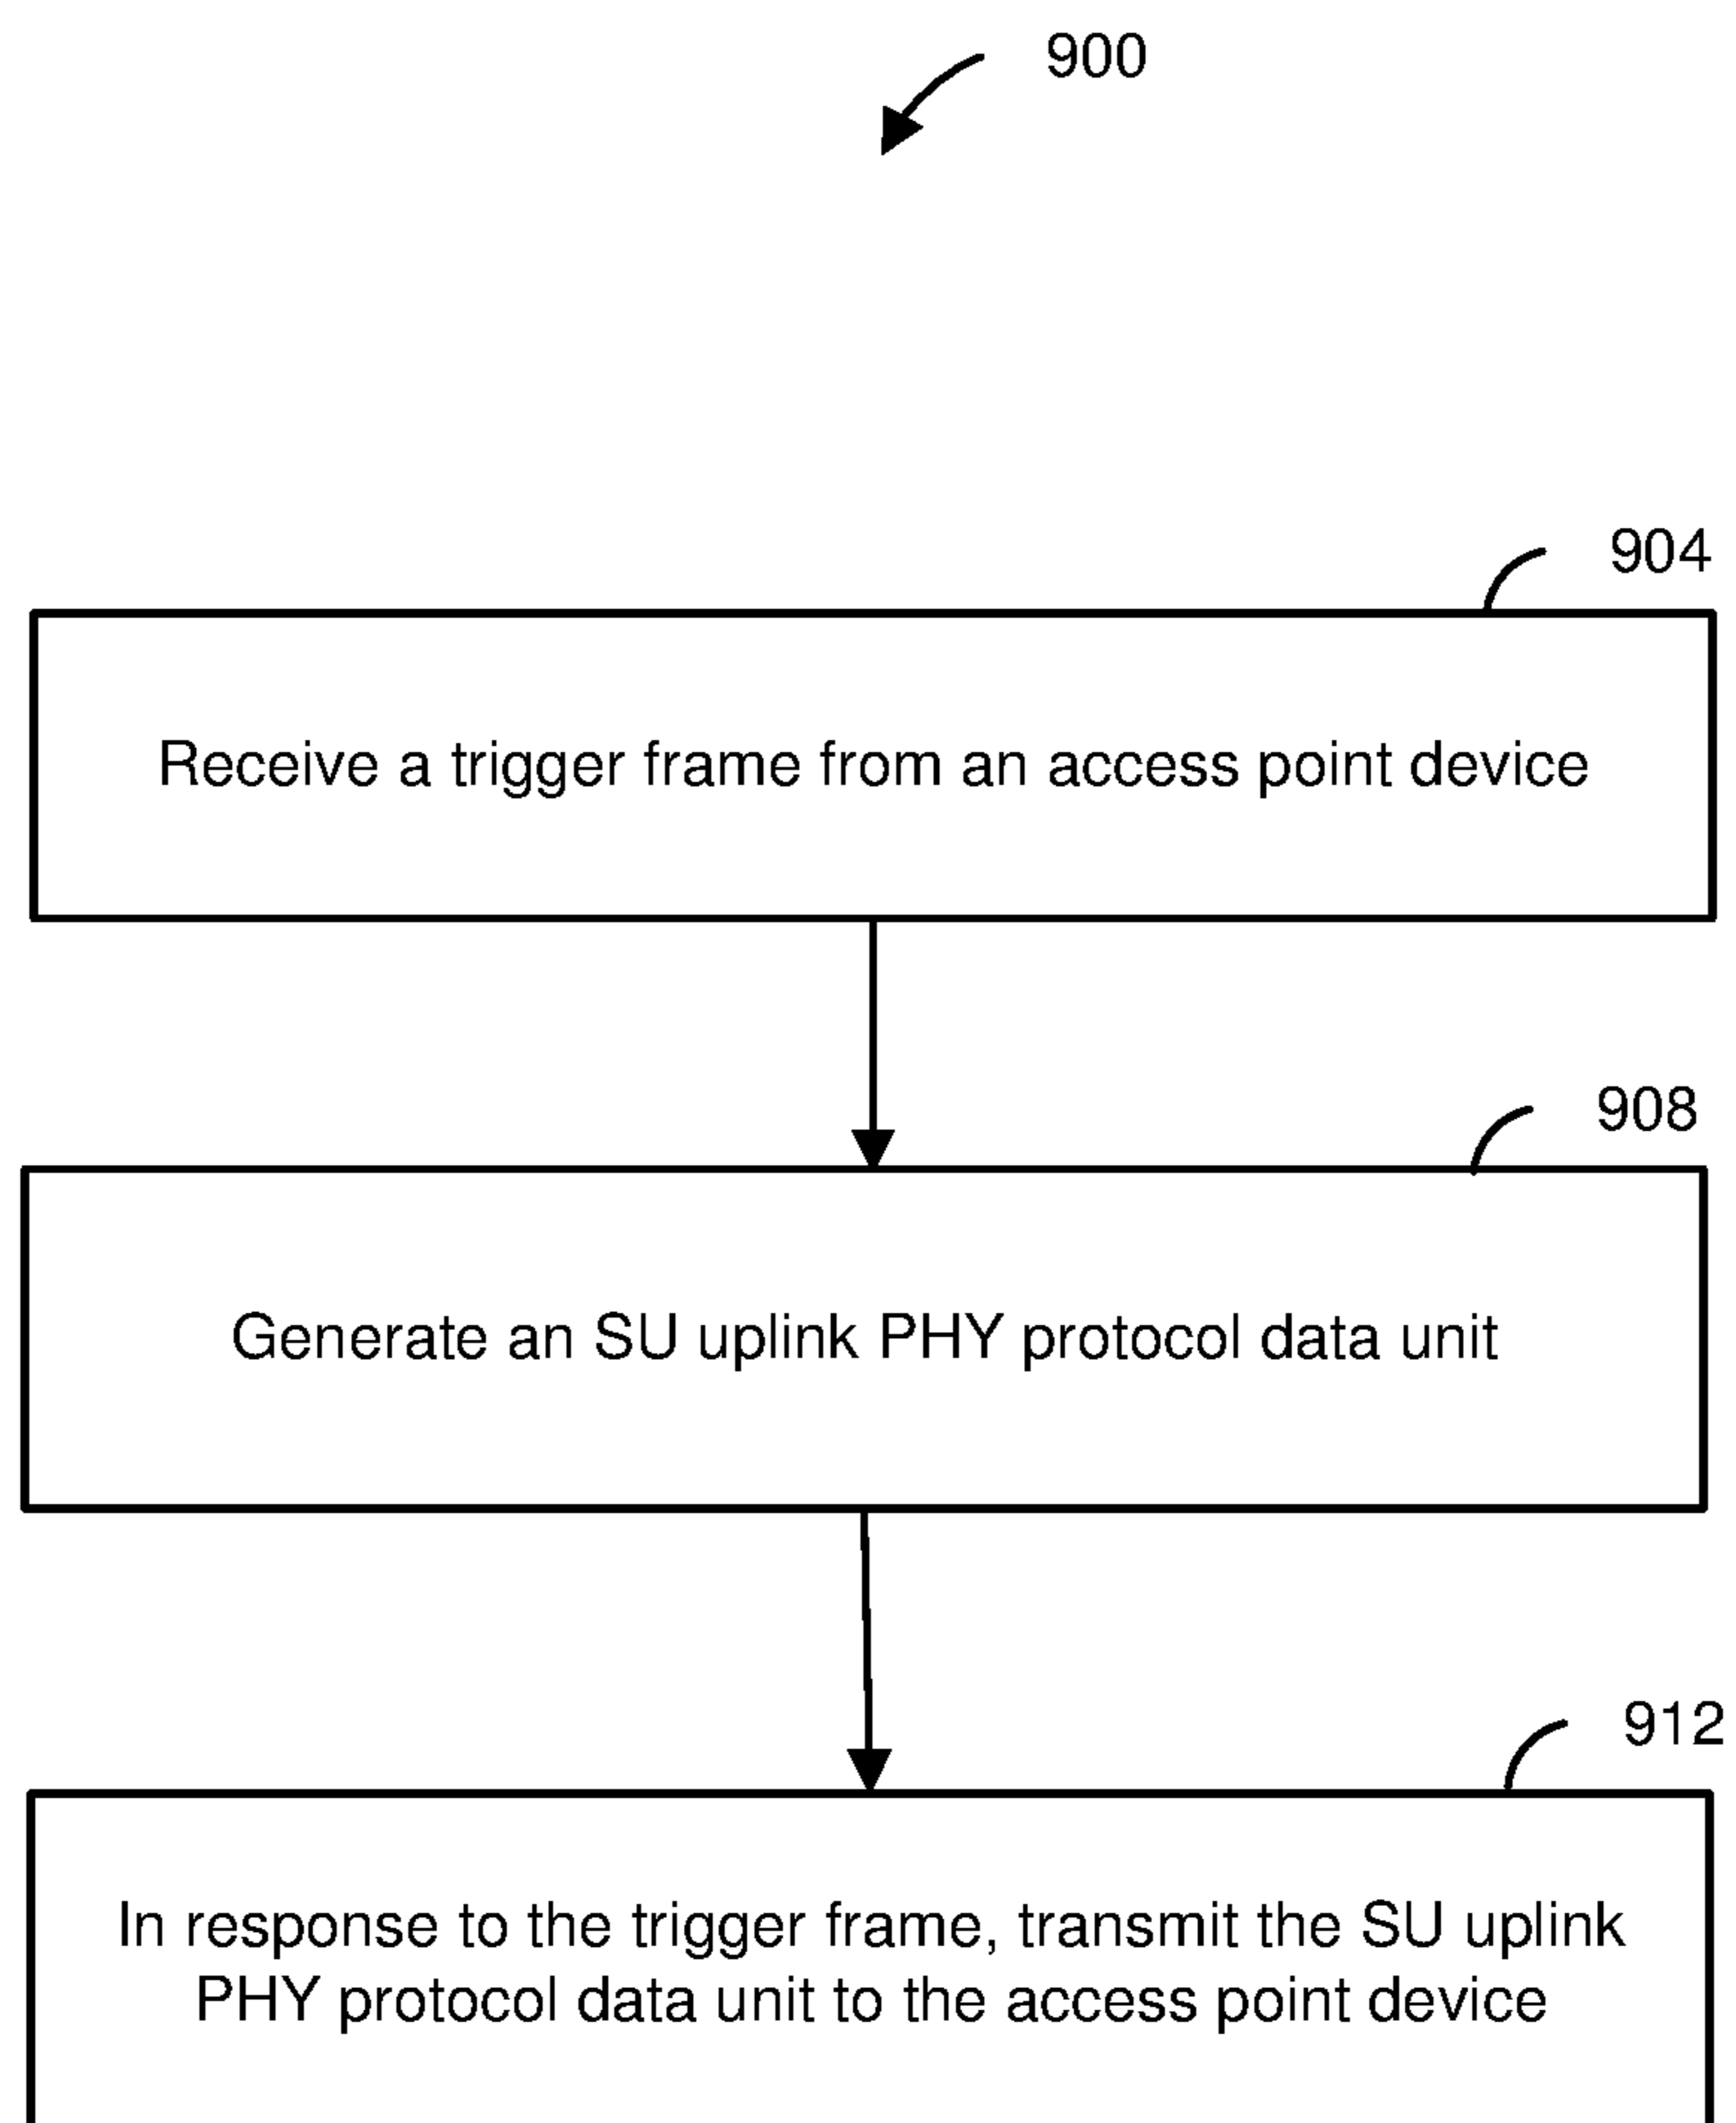 900
904
Receive a trigger frame from an access point device
908
Generate an SU uplink PHY protocol data unit
912
In response to the trigger frame, transmit the SU uplink
PHY protocol data unit to the access point device